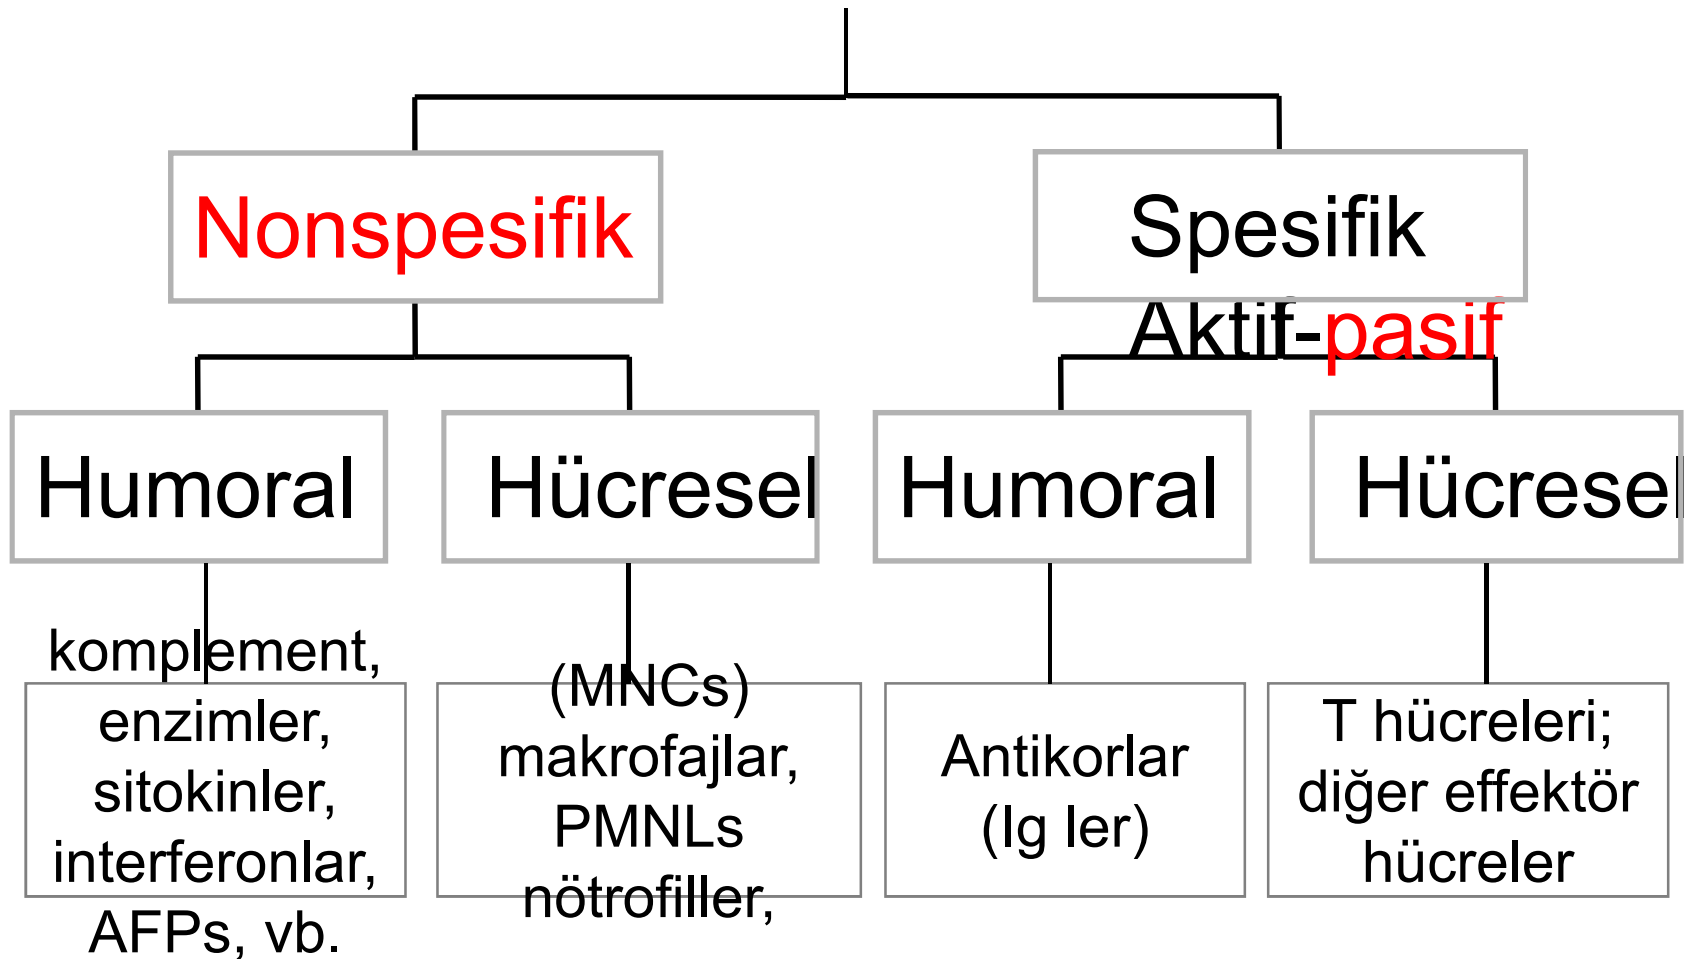 Nonspesifik
Spesifik
Aktif-pasif
Humoral
Hücresel
Humoral
Hücresel
komplement,
enzimler,
sitokinler,
interferonlar,
AFPs, vb.
(MNCs)
makrofajlar,
PMNLs
nötrofiller,
Antikorlar
(Ig ler)
T hücreleri;
diğer effektör
hücreler